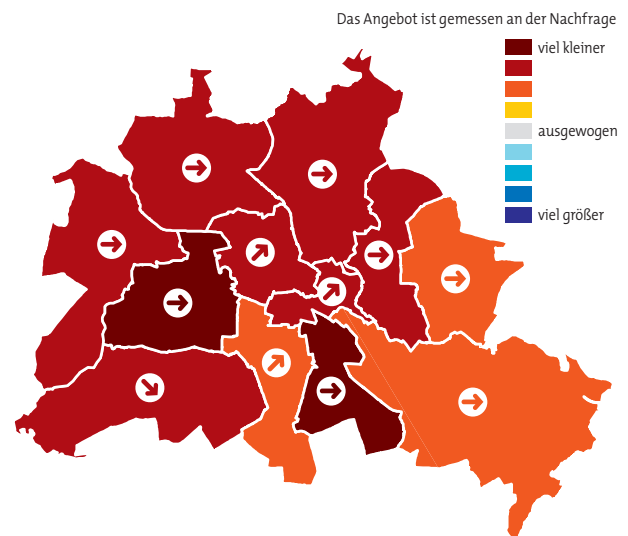 Das Angebot ist gemessen an der Nachfrage
viel kleiner
ausgewogen
viel größer